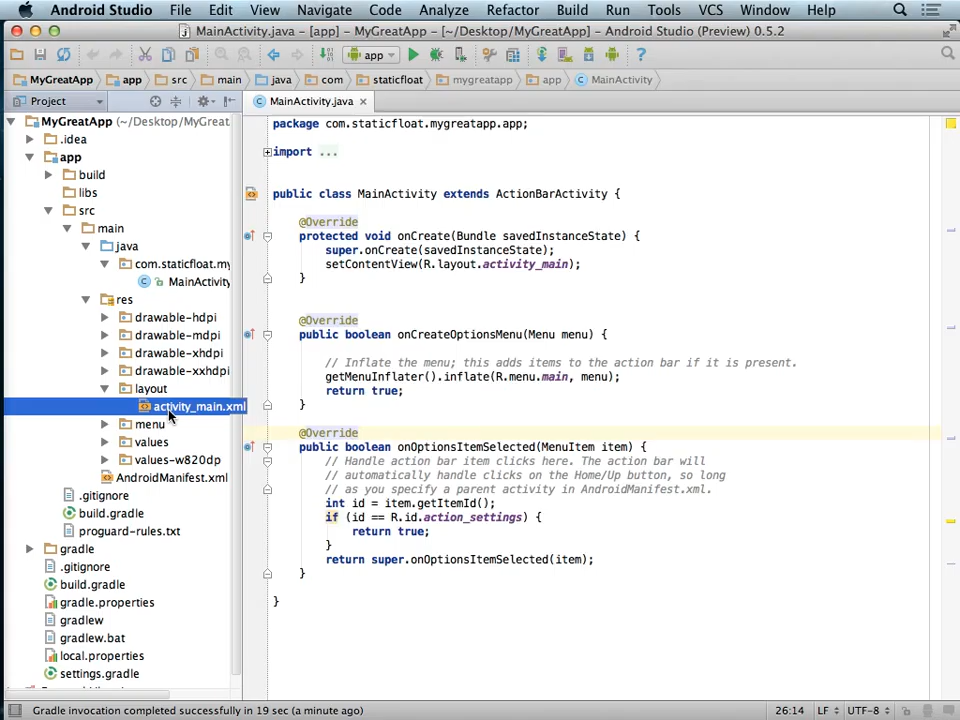 Android Studio File Edit View Navigate Code Analyze Refactor Build Run Tools VCS Window Help
MainActivity.java - [app] - MyGreatApp - [~/Desktop/MyGreatApp] - Android Studio (Preview) 0.5.2
app
MyGreatApp app src main java com staticfloat mygreatapp app MainActivity
Project
MainActivity.java
MyGreatApp (~/Desktop/MyGreat
.idea
app
build
libs
src
main
java
com.staticfloat.my
MainActivity
res
drawable-hdpi
drawable-mdpi
drawable-xhdpi
drawable-xxhdpi
layout
activity_main.xml
menu
values
values-w820dp
AndroidManifest.xml
.gitignore
build.gradle
proguard-rules.txt
gradle
.gitignore
build.gradle
gradle.properties
gradlew
gradlew.bat
local.properties
settings.gradle
package com.staticfloat.mygreatapp.app;
import ...
public class MainActivity extends ActionBarActivity {
@Override
protected void onCreate(Bundle savedInstanceState) {
super.onCreate(savedInstanceState);
setContentView(R.layout.activity_main);
}
@Override
public boolean onCreateOptionsMenu(Menu menu) {
// Inflate the menu; this adds items to the action bar if it is present.
getMenuInflater().inflate(R.menu.main, menu);
return true;
}
@Override
public boolean onOptionsItemSelected(MenuItem item) {
// Handle action bar item clicks here. The action bar will
// automatically handle clicks on the Home/Up button, so long
// as you specify a parent activity in AndroidManifest.xml.
int id = item.getItemId();
if (id == R.id.action_settings) {
return true;
}
return super.onOptionsItemSelected(item);
}
}
Gradle invocation completed successfully in 19 sec (a minute ago) 26:14 LF UTF-8